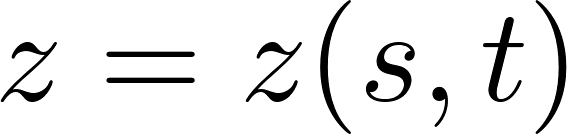 z = z(s, t)